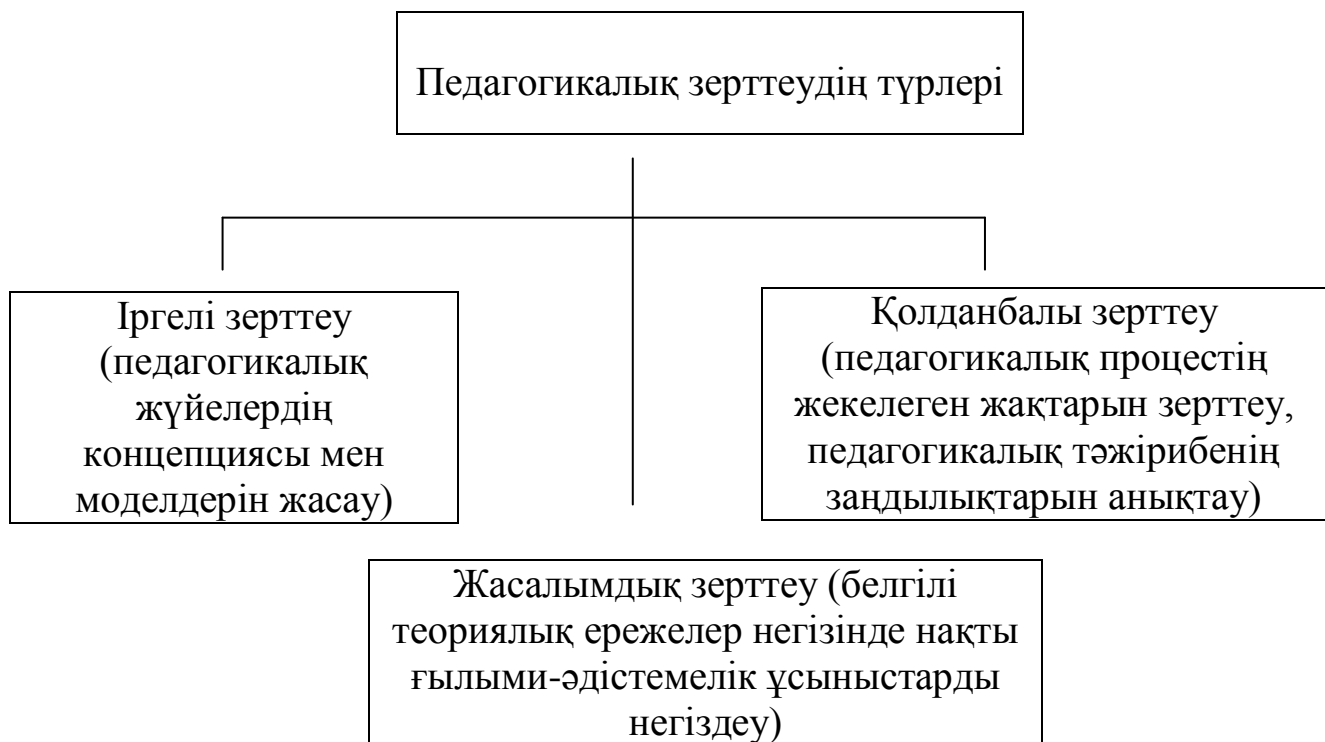 Педагогикалық зерттеудің түрлері
Іргелі зерттеу
(педагогикалық
жүйелердің
концепциясы мен
моделдерін жасау)
Қолданбалы зерттеу
(педагогикалық процестің
жекелеген жақтарын зерттеу,
педагогикалық тәжірибенің
заңдылықтарын анықтау)
Жасалымдық зерттеу (белгілі
теориялық ережелер негізінде нақты
ғылыми-әдістемелік ұсыныстарды
негіздеу)